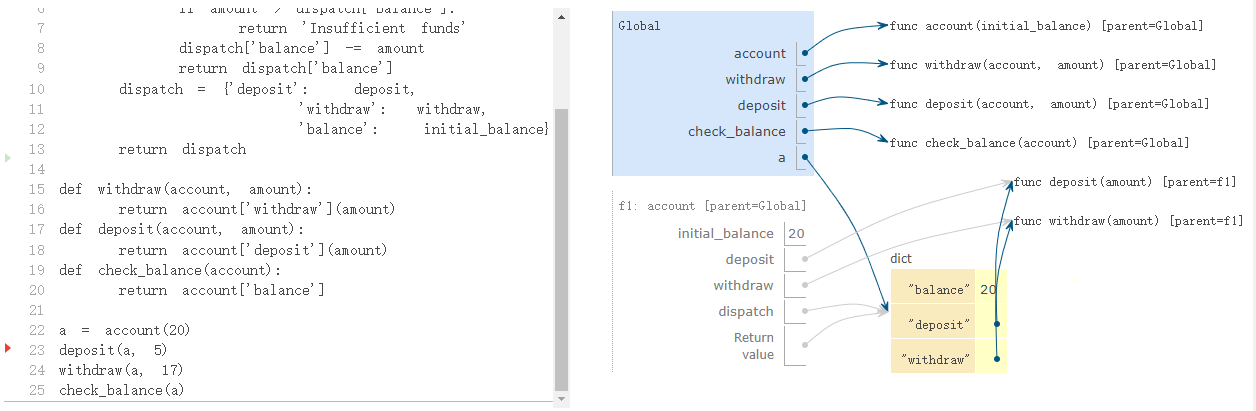 7 return 'Insufficient funds'
8 dispatch['balance'] -= amount
9 return dispatch['balance']
10 dispatch = {'deposit': deposit,
11 'withdraw': withdraw,
12 'balance': initial_balance}
13 return dispatch
14
15 def withdraw(account, amount):
16 return account['withdraw'](amount)
17 def deposit(account, amount):
18 return account['deposit'](amount)
19 def check_balance(account):
20 return account['balance']
21
22 a = account(20)
23 deposit(a, 5)
24 withdraw(a, 17)
25 check_balance(a)
Global
account
withdraw
deposit
check_balance
a
func account(initial_balance) [parent=Global]
func withdraw(account, amount) [parent=Global]
func deposit(account, amount) [parent=Global]
func check_balance(account) [parent=Global]
func deposit(amount) [parent=f1]
func withdraw(amount) [parent=f1]
f1: account [parent=Global]
initial_balance 20
deposit
withdraw
dispatch
Return
value
dict
"balance" 20
"deposit"
"withdraw"